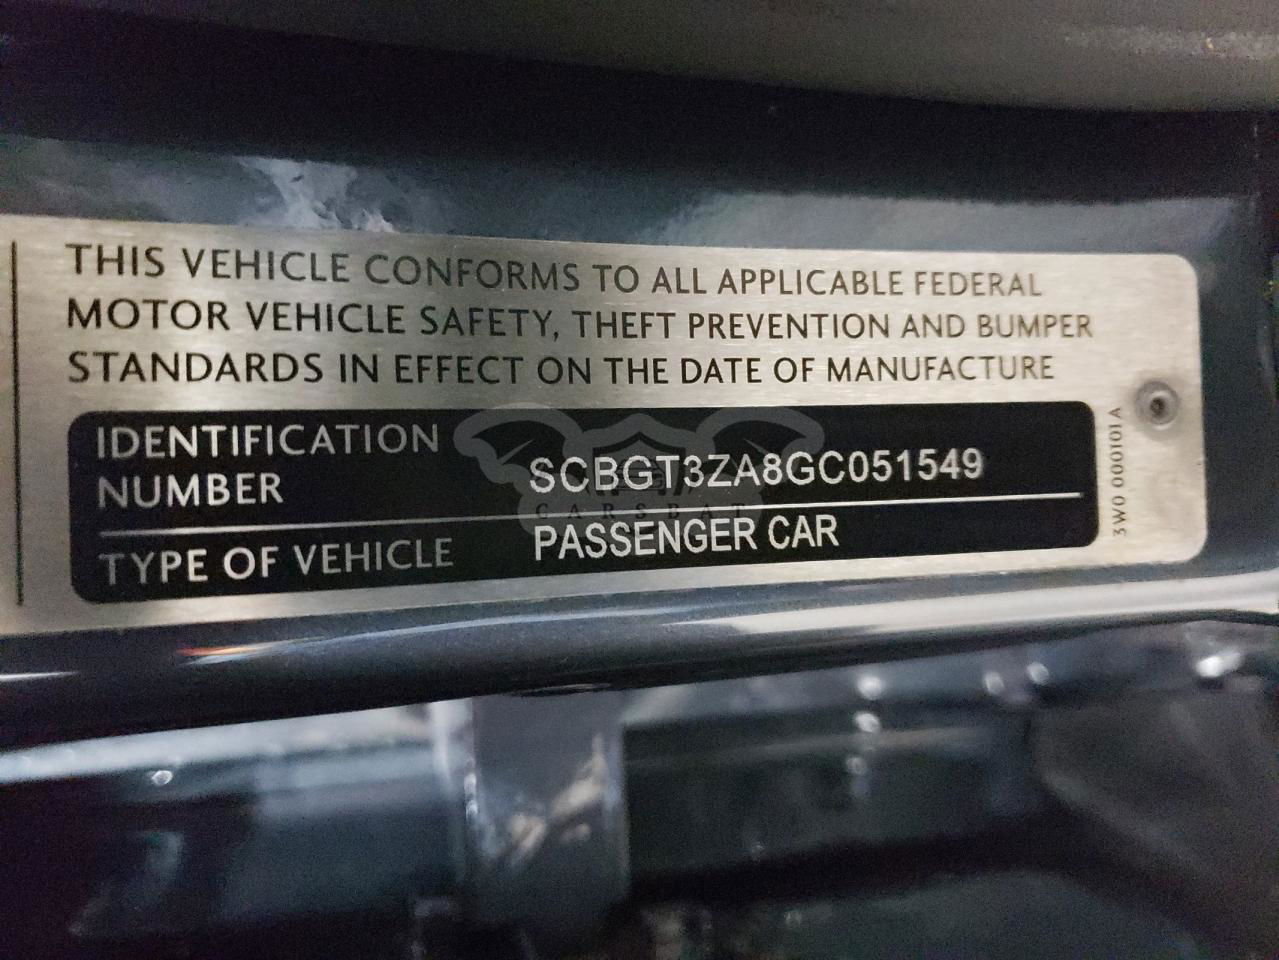 THIS VEHICLE CONFORMS TO ALL APPLICABLE FEDERAL
MOTOR VEHICLE SAFETY, THEFT PREVENTION AND BUMPER
STANDARDS IN EFFECT ON THE DATE OF MANUFACTURE
IDENTIFICATION
NUMBER
SCBGT3ZA8GC051549
TYPE OF VEHICLE
PASSENGER CAR
3W0 000101 A
CARSBAT